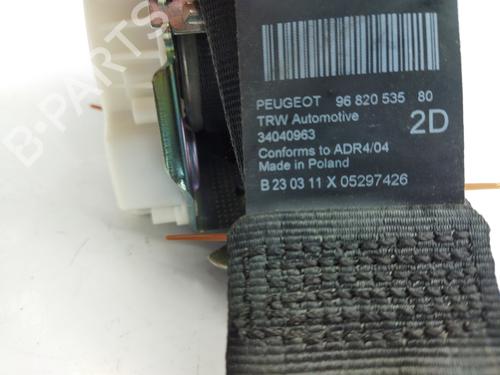 B-PARTS
PEUGEOT 96 820 535 80
TRW Automotive 2D
34040963
Conforms to ADR4/04
Made in Poland
B 23 03 11 X 05297426